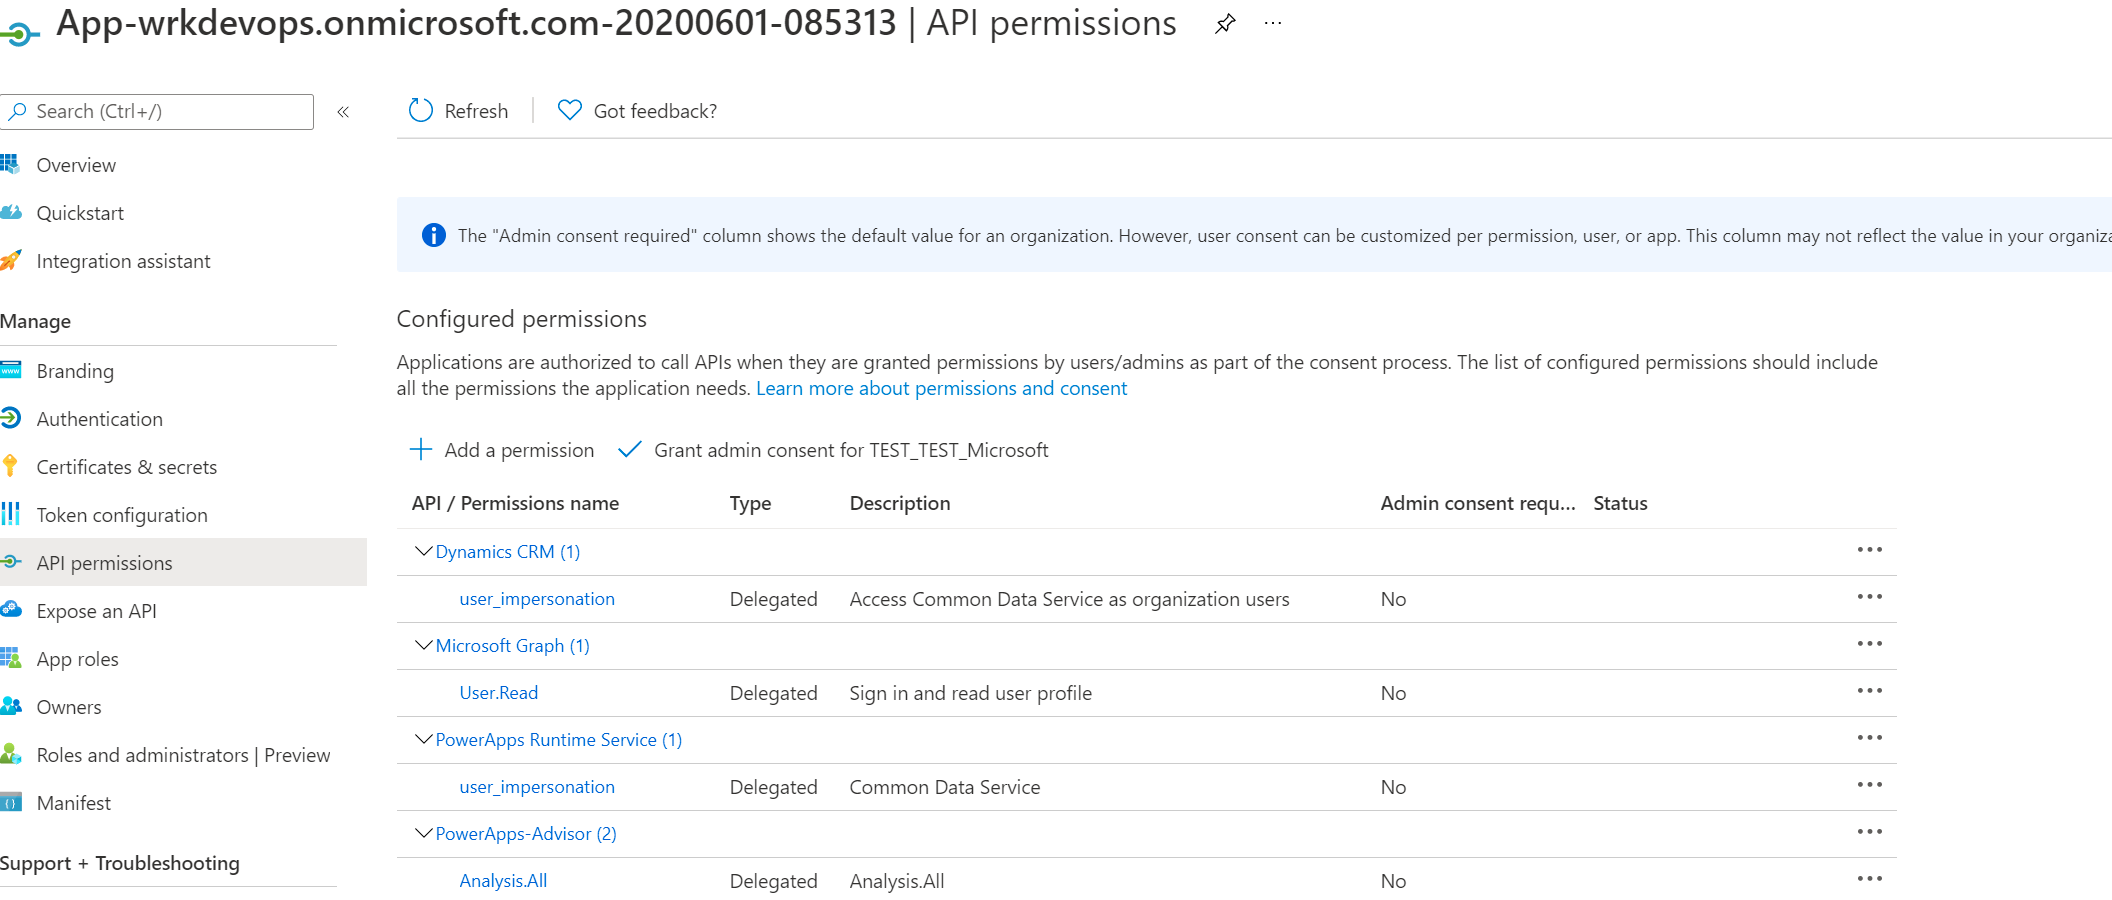 App-wrkdevops.onmicrosoft.com-20200601-085313 | API permissions
Search (Ctrl+/)
Overview
Quickstart
Integration assistant
Manage
Branding
Authentication
Certificates & secrets
Token configuration
API permissions
Expose an API
App roles
Owners
Roles and administrators | Preview
Manifest
Support + Troubleshooting
Refresh
Got feedback?
The "Admin consent required" column shows the default value for an organization. However, user consent can be customized per permission, user, or app. This column may not reflect the value in your organiza
Configured permissions
Applications are authorized to call APIs when they are granted permissions by users/admins as part of the consent process. The list of configured permissions should include
all the permissions the application needs. Learn more about permissions and consent
Add a permission Grant admin consent for TEST_TEST_Microsoft
API / Permissions name Type Description Admin consent requ... Status
Dynamics CRM (1)
user_impersonation Delegated Access Common Data Service as organization users No
Microsoft Graph (1)
User.Read Delegated Sign in and read user profile No
PowerApps Runtime Service (1)
user_impersonation Delegated Common Data Service No
PowerApps-Advisor (2)
Analysis.All Delegated Analysis.All No